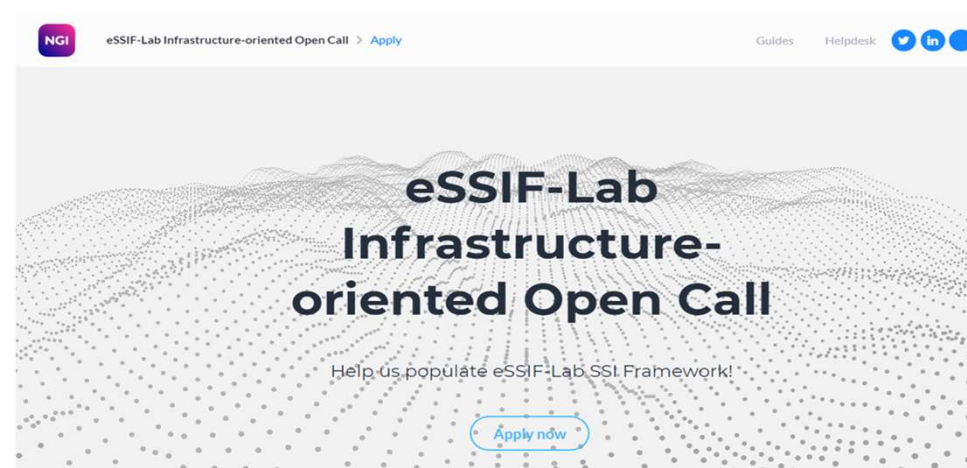 NGI
eSSIF-Lab Infrastructure-oriented Open Call > Apply
Guides
Helpdesk
in
eSSIF-Lab
Infrastructure-
oriented Open Call
Help us populate eSSIF-Lab SSI Framework!
Apply now